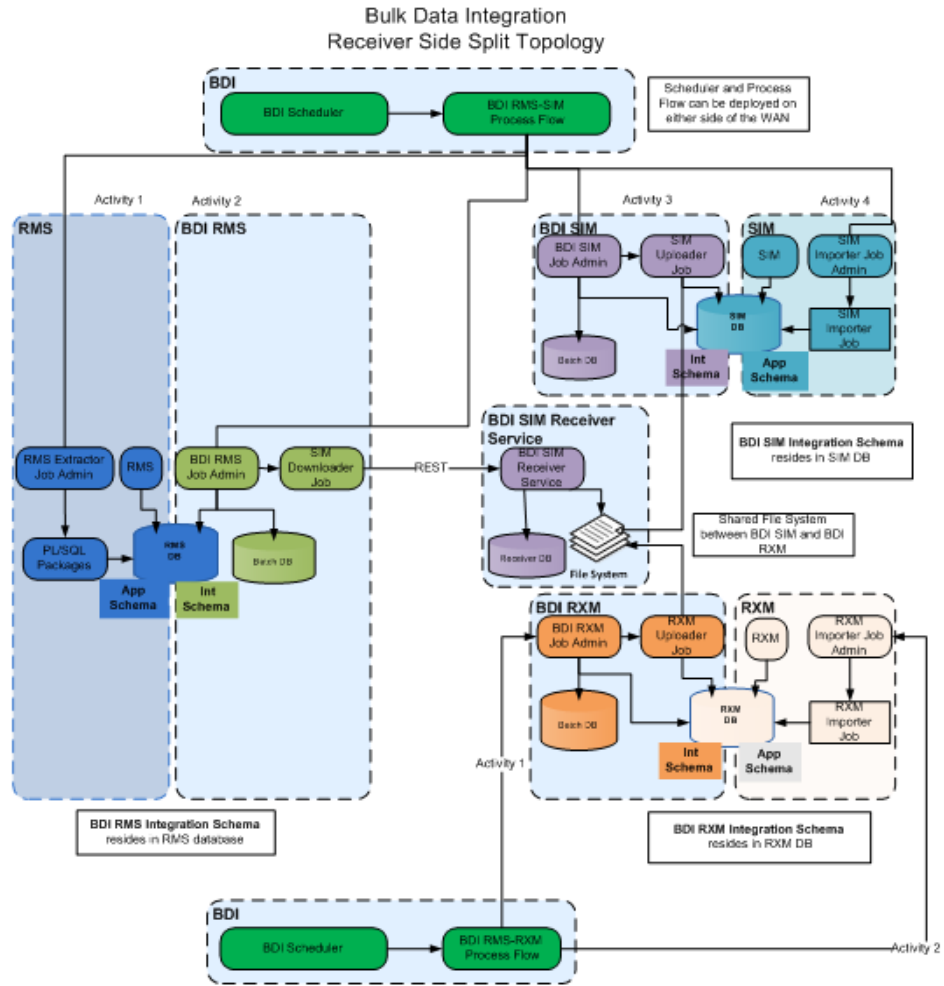 Bulk Data Integration
Receiver Side Split Topology
BDI
BDI Scheduler
BDI RMS-SIM
Process Flow
Scheduler and Process
Flow can be deployed on
either side of the WAN
Activity 1
Activity 2
Activity 3
Activity 4
RMS
BDI RMS
BDI SIM
SIM
BDI SIM
Job Admin
SIM
Uploader
Job
SIM
SIM
Importer Job
Admin
SIM
DB
SIM
Importer
Job
Batch DB
Int
Schema
App
Schema
BDI SIM Receiver
Service
BDI SIM Integration Schema
resides in SIM DB
RMS Extractor
Job Admin
RMS
BDI RMS
Job Admin
SIM
Downloader
Job
REST
BDI SIM
Receiver
Service
PL/SQL
Packages
RMS
DB
Batch DB
Receiver DB
File System
Shared File System
between BDI SIM and BDI
RXM
App
Schema
Int
Schema
BDI RXM
RXM
BDI RXM
Job Admin
RXM
Uploader
Job
RXM
RXM
Importer Job
Admin
Batch DB
RXM
DB
RXM
Importer
Job
Int
Schema
App
Schema
Activity 1
BDI RMS Integration Schema
resides in RMS database
BDI RXM Integration Schema
resides in RXM DB
BDI
BDI Scheduler
BDI RMS-RXM
Process Flow
Activity 2